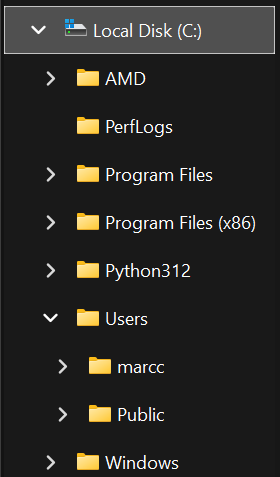 Local Disk (C:)
AMD
PerfLogs
Program Files
Program Files (x86)
Python312
Users
marcc
Public
Windows